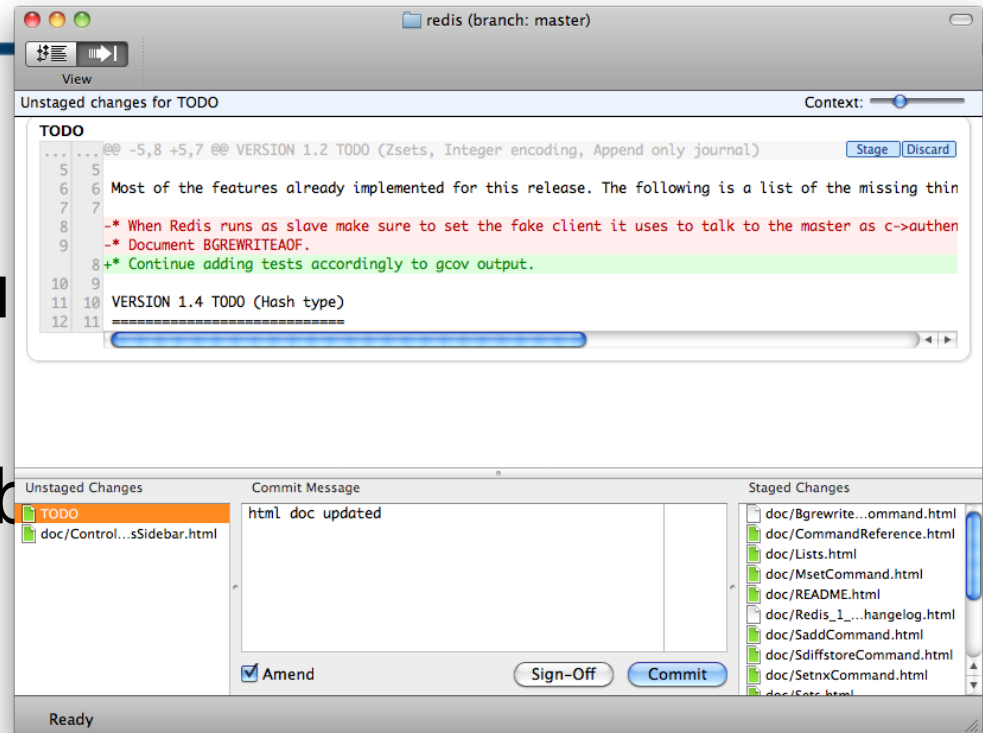 redis (branch: master)
View
Unstaged changes for TODO
Context:
TODO
... ... @@ -5,8 +5,7 @@ VERSION 1.2 TODO (Zsets, Integer encoding, Append only journal)
Stage Discard
5 5
6 6 Most of the features already implemented for this release. The following is a list of the missing thin
7 7
8 -* When Redis runs as slave make sure to set the fake client it uses to talk to the master as c->authen
9 -* Document BGREWRITEAOF.
8 +* Continue adding tests accordingly to gcov output.
10 9
11 10 VERSION 1.4 TODO (Hash type)
12 11 ============================
Unstaged Changes
TODO
doc/Control...sSidebar.html
Commit Message
html doc updated
Amend
Sign-Off
Commit
Staged Changes
doc/Bgrewrite...ommand.html
doc/CommandReference.html
doc/Lists.html
doc/MsetCommand.html
doc/README.html
doc/Redis_1_...hangelog.html
doc/SaddCommand.html
doc/SdiffstoreCommand.html
doc/SetnxCommand.html
doc/Sets.html
Ready